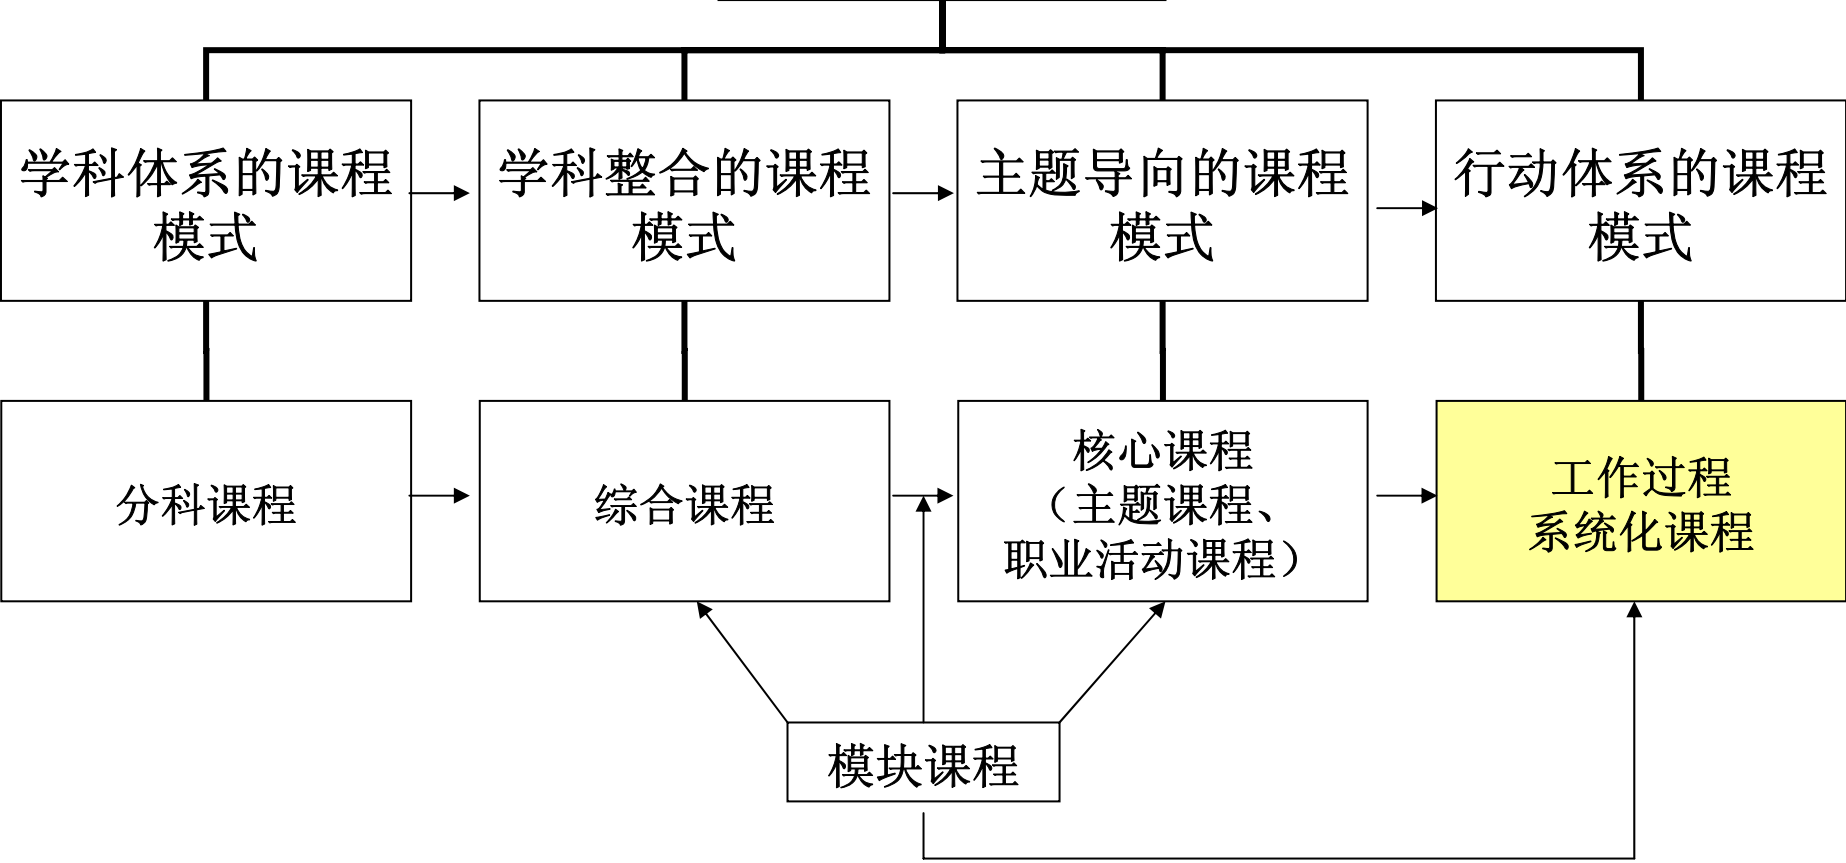 学科体系的课程
模式
学科整合的课程
模式
主题导向的课程
模式
行动体系的课程
模式
分科课程
综合课程
核心课程
（主题课程、
职业活动课程）
工作过程
系统化课程
模块课程